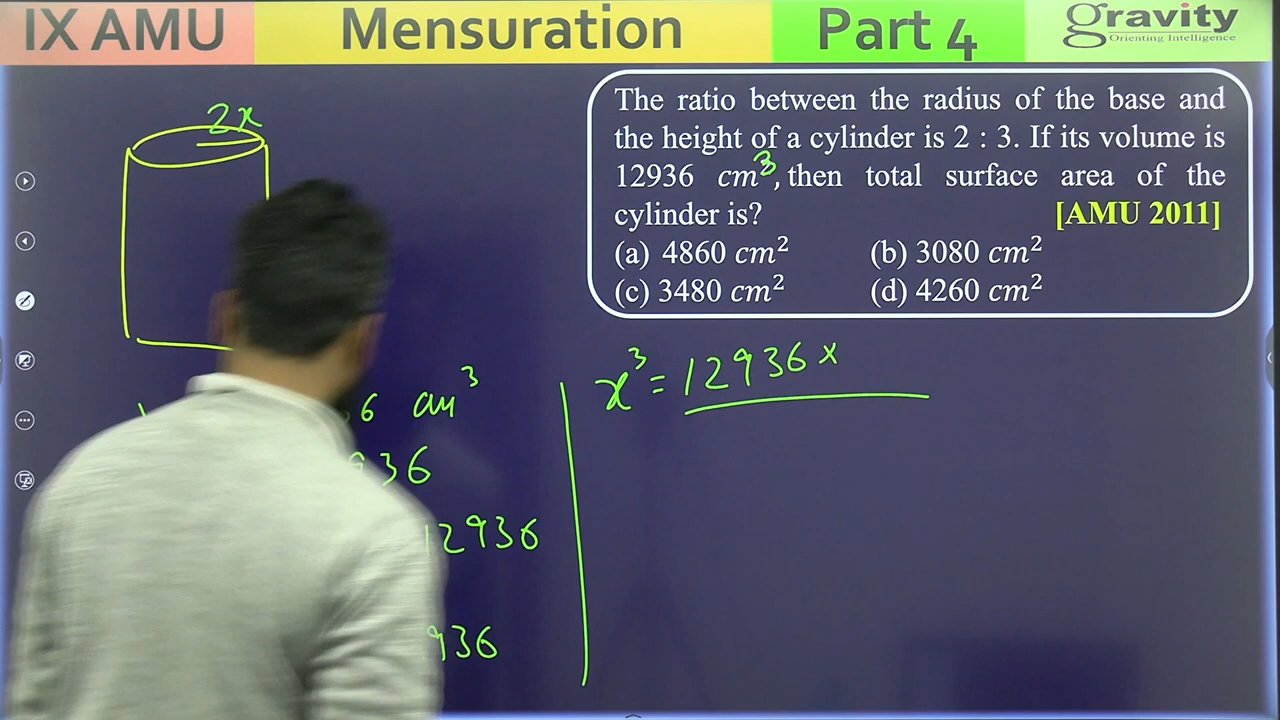 IX AMU
Mensuration
Part 4
gravity
Orienting Intelligence
The ratio between the radius of the base and
the height of a cylinder is 2 : 3. If its volume is
12936 cm³, then total surface area of the
cylinder is? [AMU 2011]
(a) 4860 cm² (b) 3080 cm²
(c) 3480 cm² (d) 4260 cm²
2x
6 cm³
936
12936
936
x³ = 12936 x